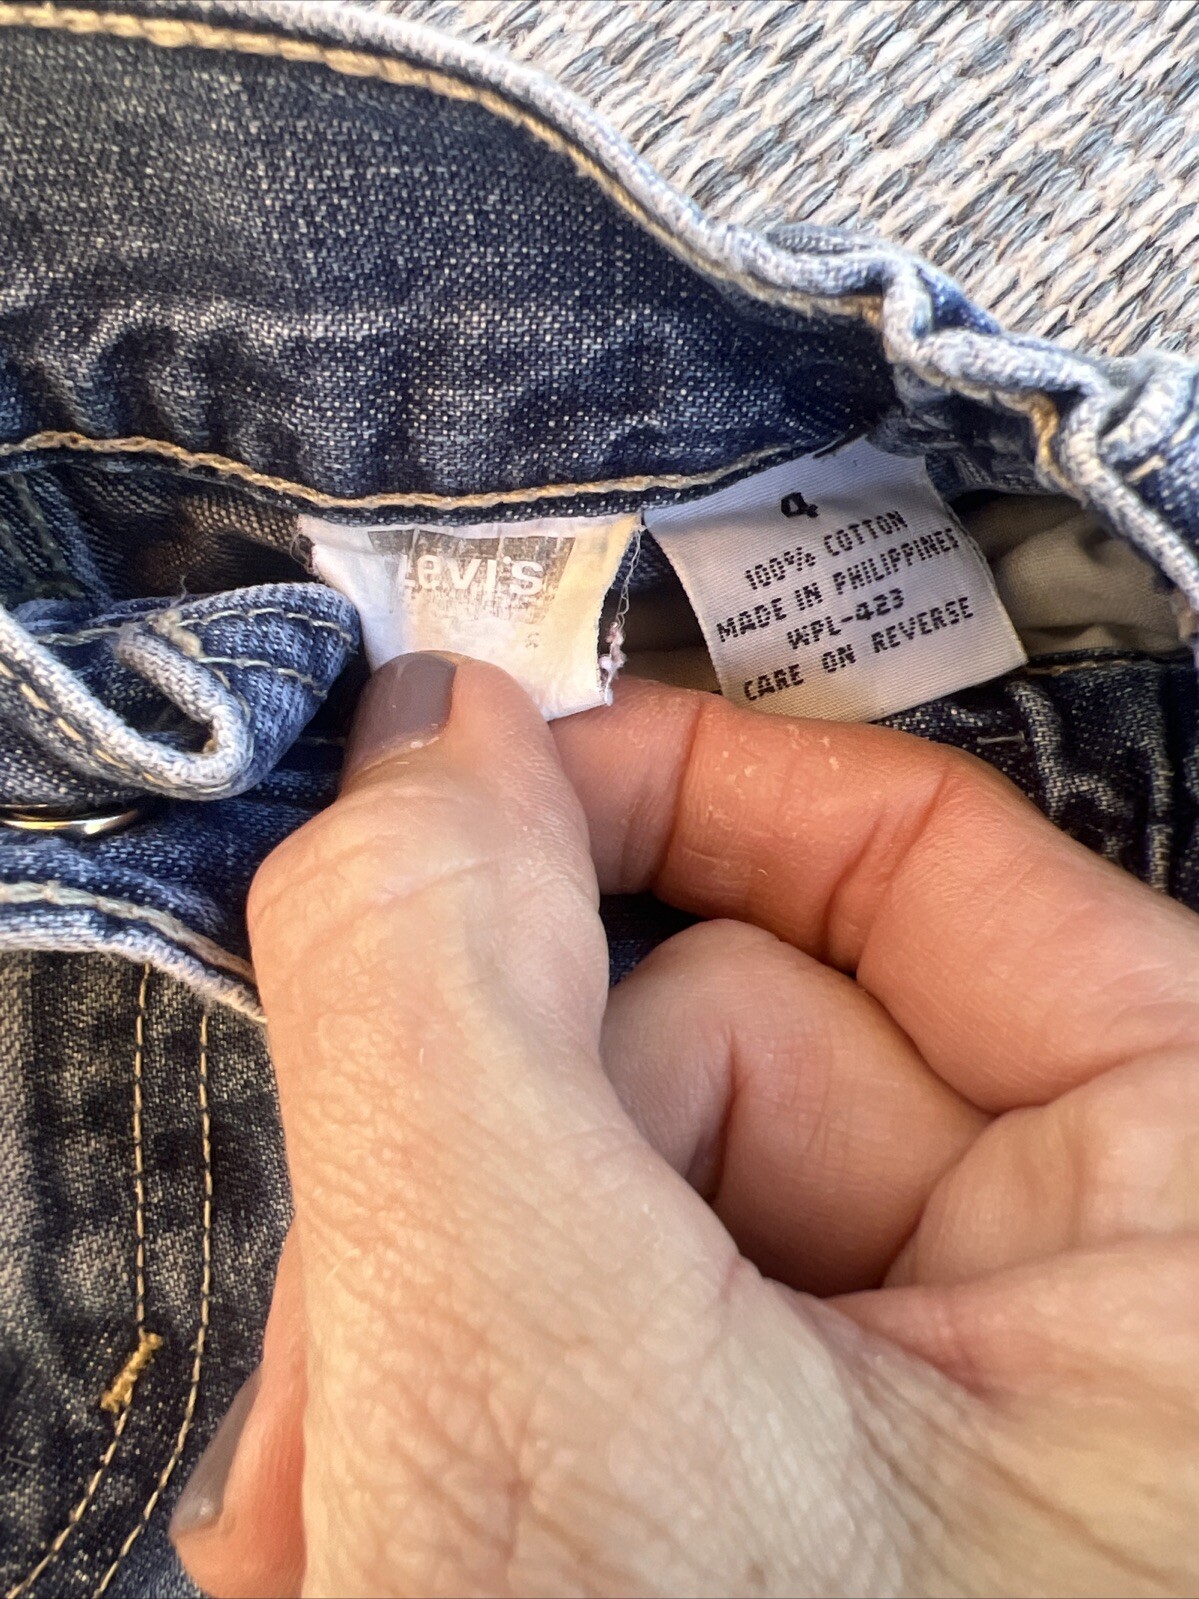 Levi's
4
100% COTTON
MADE IN PHILIPPINES
WPL-423
CARE ON REVERSE